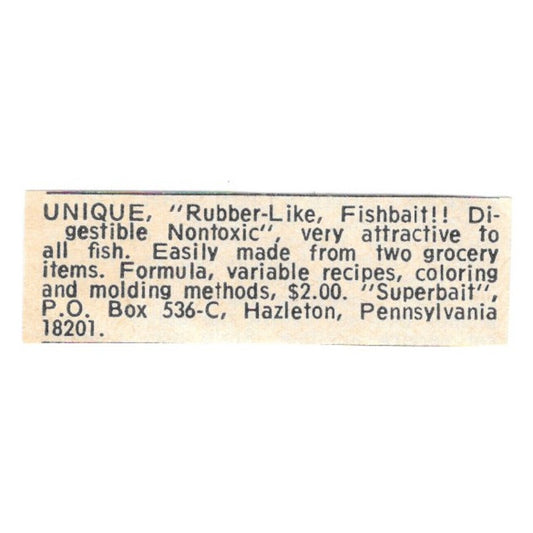 UNIQUE, "Rubber-Like, Fishbait!! Di-
gestible Nontoxic", very attractive to
all fish. Easily made from two grocery
items. Formula, variable recipes, coloring
and molding methods, $2.00. "Superbait",
P.O. Box 536-C, Hazleton, Pennsylvania
18201.